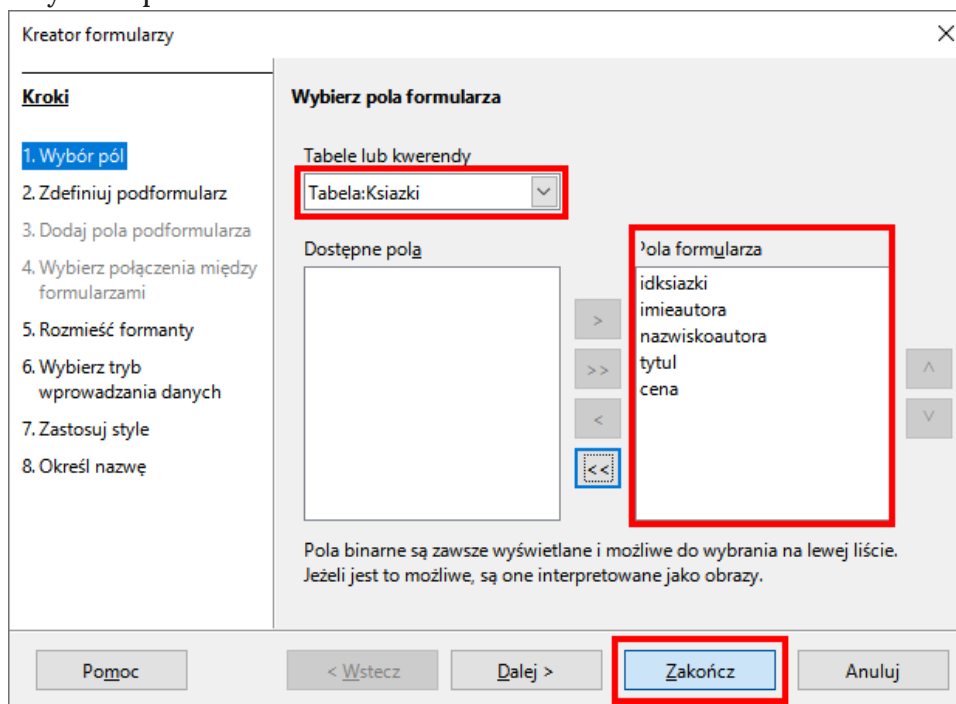 Kreator formularzy
Kroki
1. Wybór pól
2. Zdefiniuj podformularz
3. Dodaj pola podformularza
4. Wybierz połączenia między
formularzami
5. Rozmieść formanty
6. Wybierz tryb
wprowadzania danych
7. Zastosuj style
8. Określ nazwę
Wybierz pola formularza
Tabele lub kwerendy
Tabela:Ksiazki
Dostępne pola
>
>>
<
<<
ola formularza
idksiazki
imieautora
nazwiskoautora
tytul
cena
Pola binarne są zawsze wyświetlane i możliwe do wybrania na lewej liście.
Jeżeli jest to możliwe, są one interpretowane jako obrazy.
Pomoc
< Wstecz
Dalej >
Zakończ
Anuluj